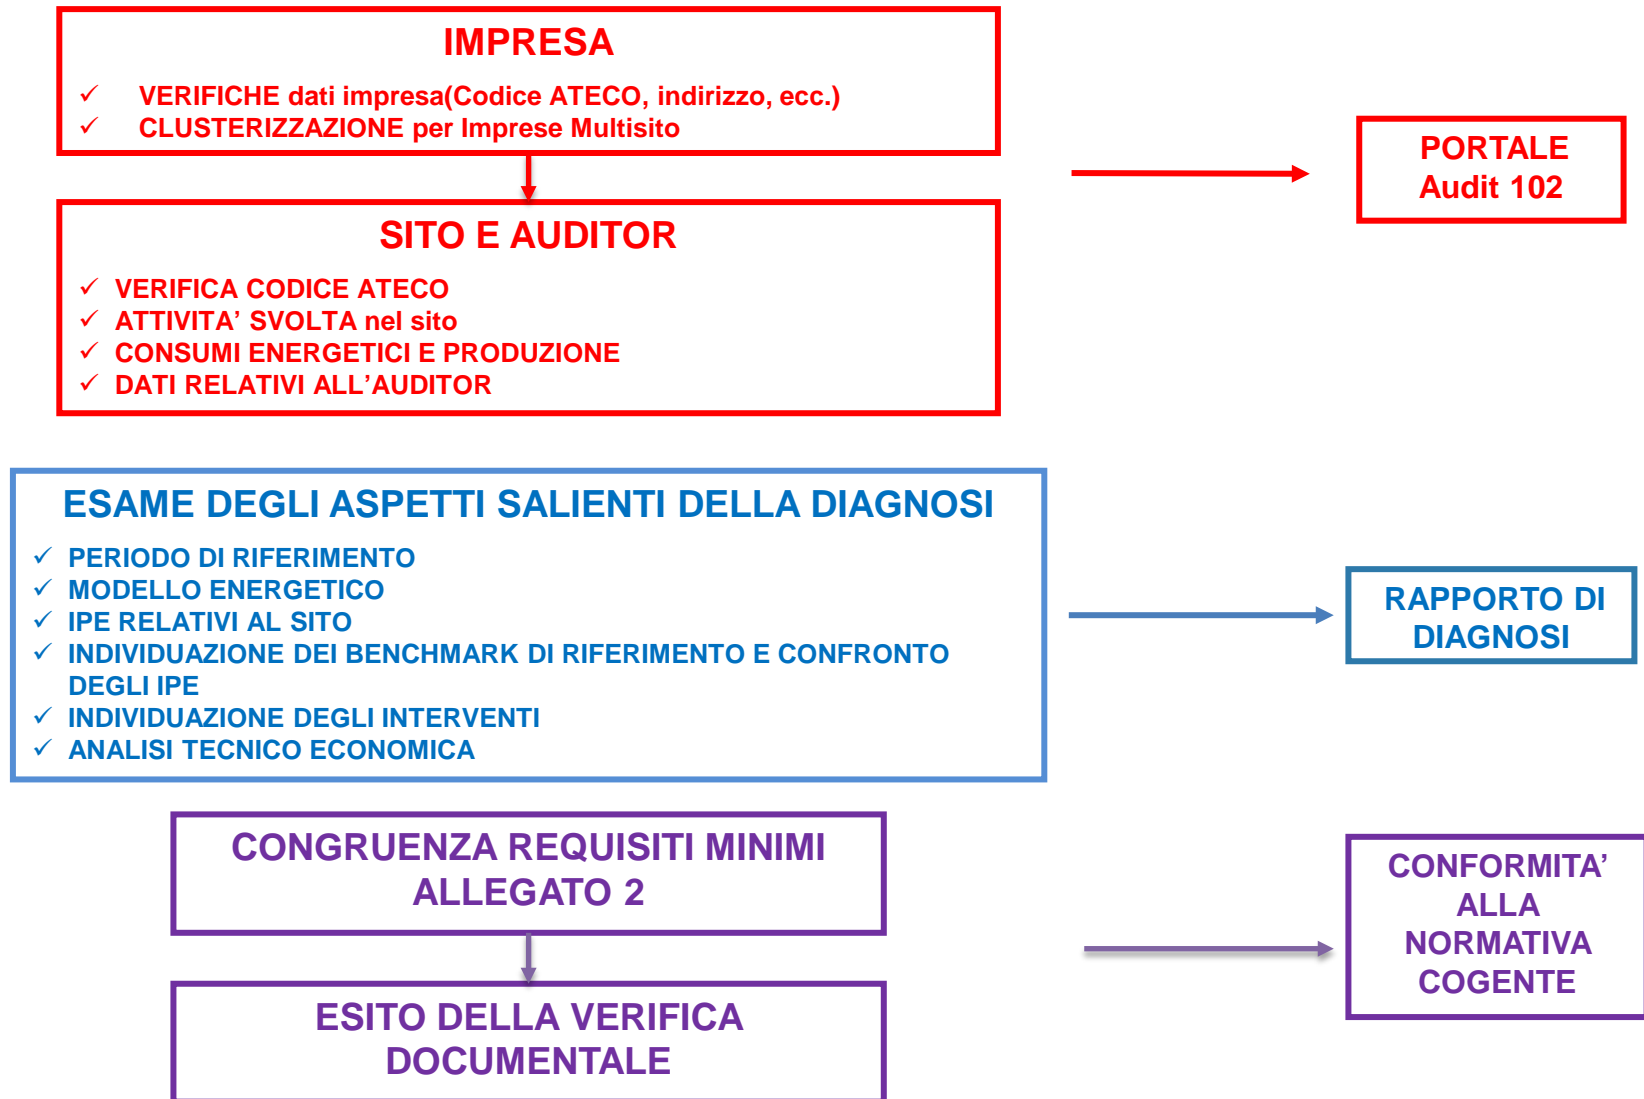 IMPRESA
✓ VERIFICHE dati impresa(Codice ATECO, indirizzo, ecc.)
✓ CLUSTERIZZAZIONE per Imprese Multisito
PORTALE
Audit 102
SITO E AUDITOR
✓ VERIFICA CODICE ATECO
✓ ATTIVITA’ SVOLTA nel sito
✓ CONSUMI ENERGETICI E PRODUZIONE
✓ DATI RELATIVI ALL’AUDITOR
ESAME DEGLI ASPETTI SALIENTI DELLA DIAGNOSI
✓ PERIODO DI RIFERIMENTO
✓ MODELLO ENERGETICO
✓ IPE RELATIVI AL SITO
✓ INDIVIDUAZIONE DEI BENCHMARK DI RIFERIMENTO E CONFRONTO
DEGLI IPE
✓ INDIVIDUAZIONE DEGLI INTERVENTI
✓ ANALISI TECNICO ECONOMICA
RAPPORTO DI
DIAGNOSI
CONGRUENZA REQUISITI MINIMI
ALLEGATO 2
ESITO DELLA VERIFICA
DOCUMENTALE
CONFORMITA’
ALLA
NORMATIVA
COGENTE